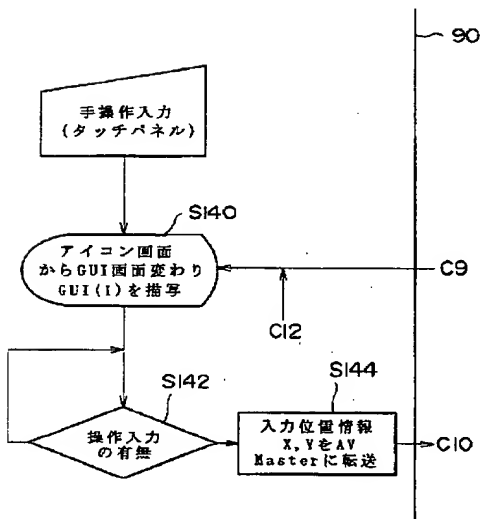 90
手操作入力
(タッチパネル)
S140
アイコン画面
からGUI画面変わり
GUI(I)を描写
C9
C12
S142
S144
操作入力
の有無
入力位置情報
X,YをAV
Masterに転送
C10